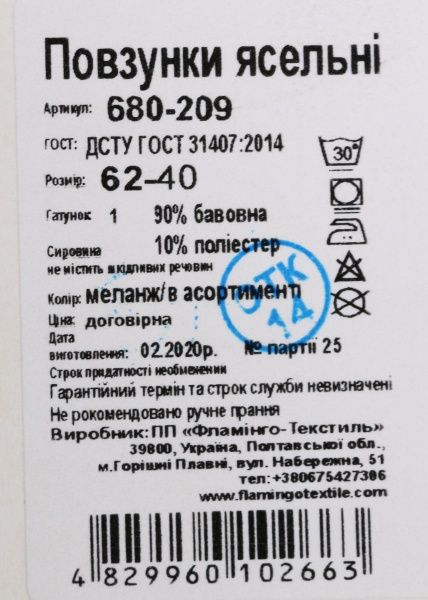 Повзунки ясельні
Артикул: 680-209
ГОСТ: ДСТУ ГОСТ 31407:2014
30°
Розмір: 62-40
Гатунок 1 90% бавовна
Сировина 10% поліестер
не містить шкідливих речовин
ОТК 14
Колір: меланж/в асортименті
Ціна: договірна
Дата
виготовлення: 02.2020р. № партії 25
Строк придатності необмежений
Гарантійний термін та строк служби невизначені
Не рокомендовано ручне прання
Виробник: ПП «Фламінго-Текстиль»
39800, Україна, Полтавської обл.,
м.Горішні Плавні, вул. Набережна, 51
тел: +380675427306
www.flamingotextile.com
4 829960 102663